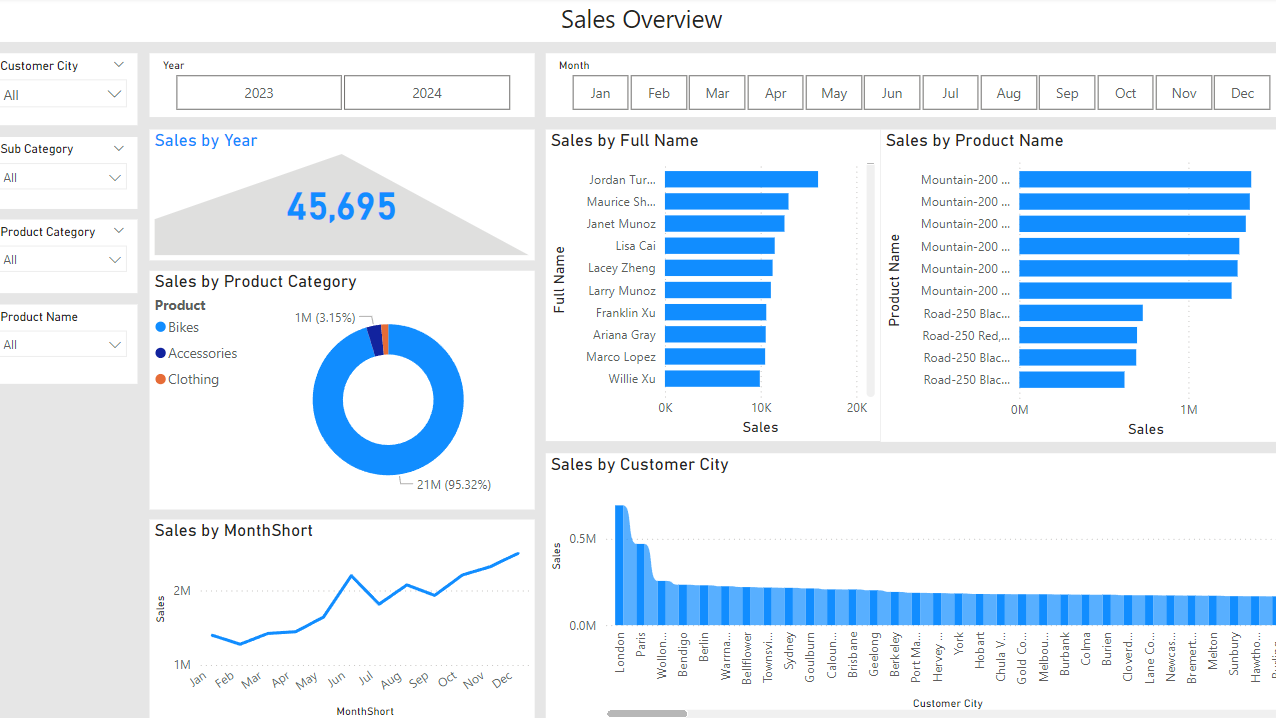 Sales Overview
Customer City
All
Sub Category
All
Product Category
All
Product Name
All
Year
2023 2024
Month
Jan Feb Mar Apr May Jun Jul Aug Sep Oct Nov Dec
Sales by Year
45,695
Sales by Product Category
Product
Bikes
Accessories
Clothing
1M (3.15%)
21M (95.32%)
Sales by MonthShort
Sales
2M
1M
Jan Feb Mar Apr May Jun Jul Aug Sep Oct Nov Dec
MonthShort
Sales by Full Name
Full Name
Jordan Tur...
Maurice Sh...
Janet Munoz
Lisa Cai
Lacey Zheng
Larry Munoz
Franklin Xu
Ariana Gray
Marco Lopez
Willie Xu
0K 10K 20K
Sales
Sales by Product Name
Product Name
Mountain-200 ...
Mountain-200 ...
Mountain-200 ...
Mountain-200 ...
Mountain-200 ...
Mountain-200 ...
Road-250 Blac...
Road-250 Red,...
Road-250 Blac...
Road-250 Blac...
0M 1M
Sales
Sales by Customer City
Sales
0.5M
0.0M
London
Paris
Wollon...
Bendigo
Berlin
Warrna...
Bellflower
Townsvi...
Sydney
Goulburn
Caloun...
Brisbane
Geelong
Berkeley
Port Ma...
Hervey ...
York
Hobart
Chula V...
Gold Co...
Melbou...
Burbank
Colma
Burien
Cloverd...
Lane Co...
Newcas...
Bremert...
Melton
Sunbury
Hawtho...
Customer City